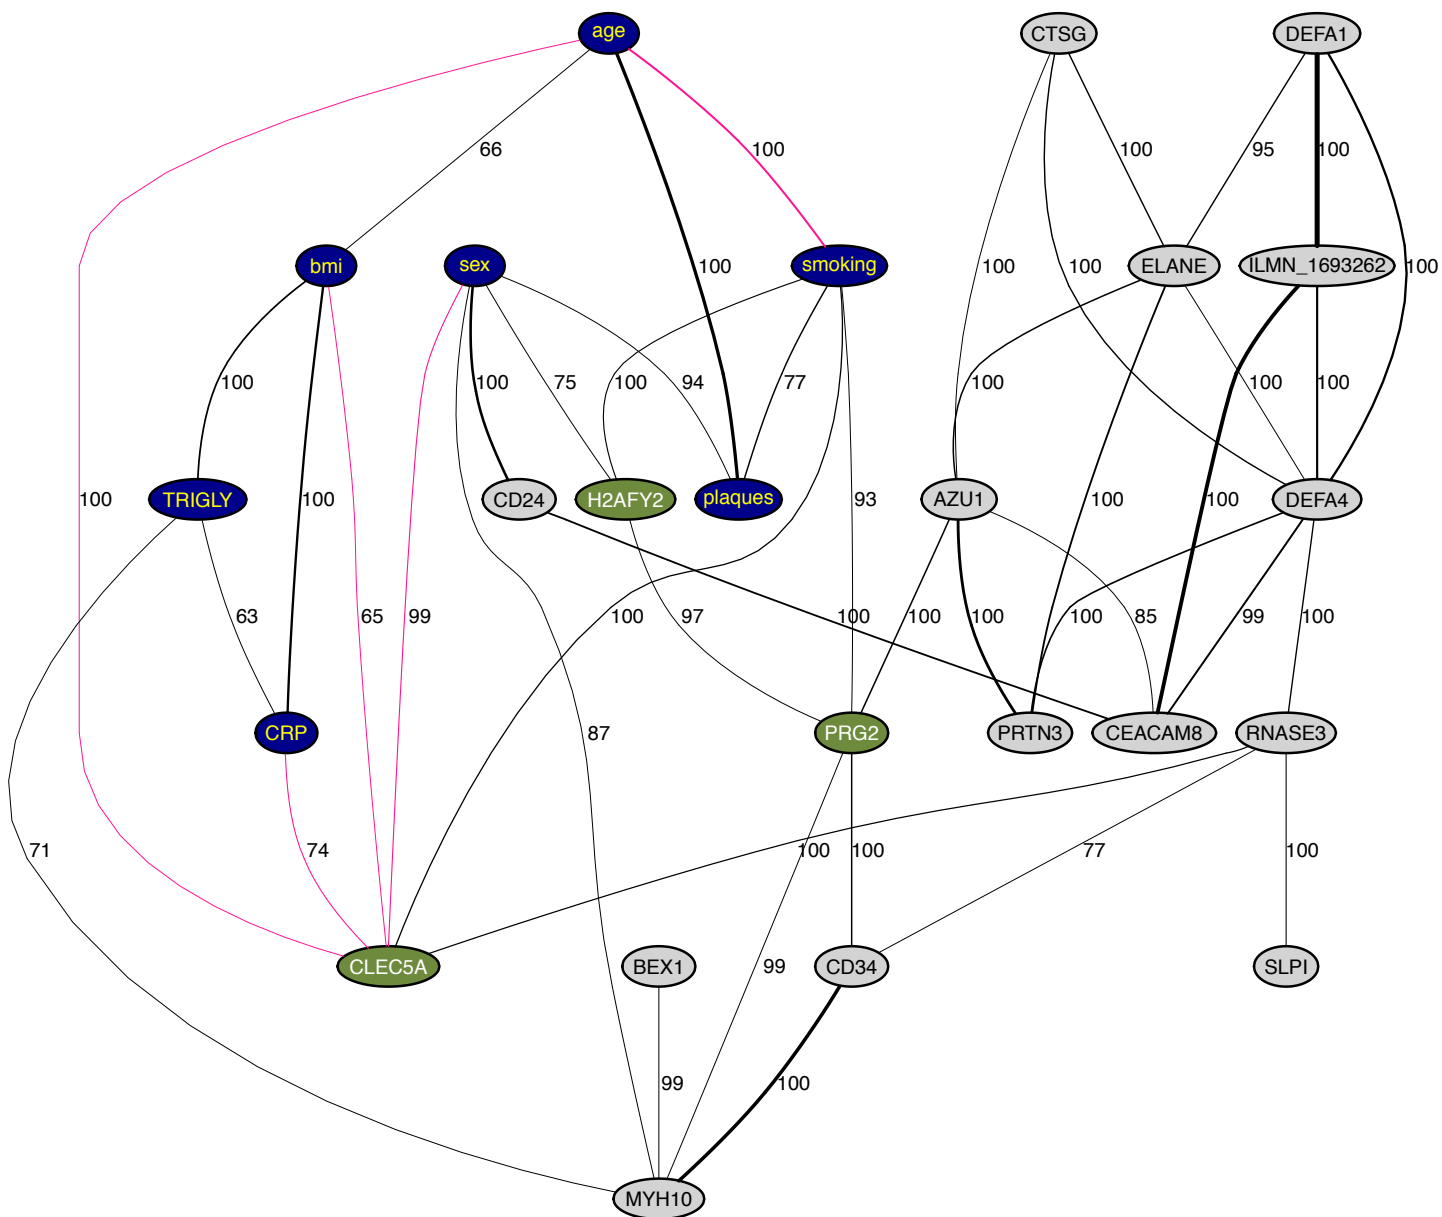 age CTSG DEFA1
66 100 100 95 100
bmi sex smoking ELANE ILMN_1693262
100 100 100 100
100 100 75 100 94 77 100 100 100
TRIGLY CD24 H2AFY2 plaques AZU1 DEFA4
100 100 93 100 100
63 65 99 100 97 100 100 100 100 85 99 100
CRP PRG2 PRTN3 CEACAM8 RNASE3
87
71 74 100 100 77 100
CLEC5A BEX1 CD34 SLPI
99
99 100
MYH10